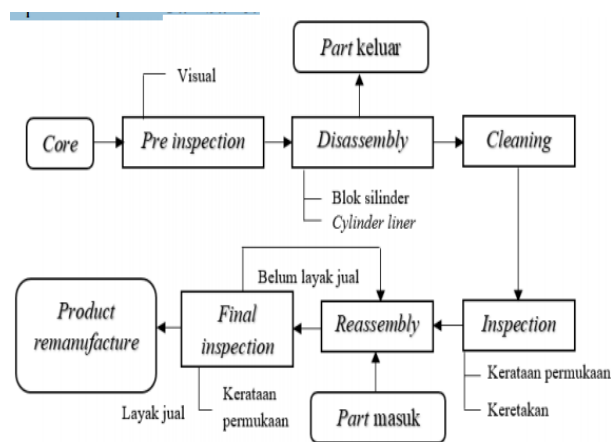 Part keluar
Visual
Core
Pre inspection
Disassembly
Cleaning
Blok silinder
Cylinder liner
Belum layak jual
Product
remanufacture
Final
inspection
Reassembly
Inspection
Kerataan permukaan
Keretakan
Layak jual
Kerataan
permukaan
Part masuk